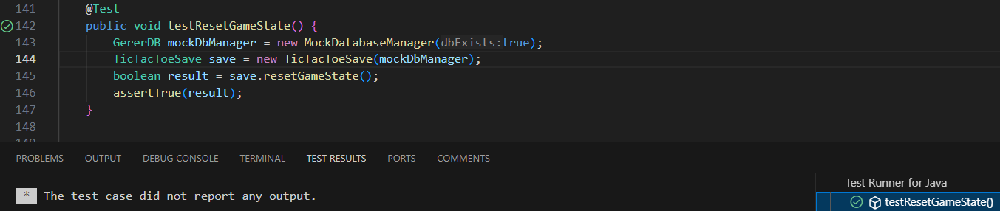 141 @Test
142 public void testResetGameState() {
143 GererDB mockDbManager = new MockDatabaseManager(dbExists:true);
144 TicTacToeSave save = new TicTacToeSave(mockDbManager);
145 boolean result = save.resetGameState();
146 assertTrue(result);
147 }
148
PROBLEMS OUTPUT DEBUG CONSOLE TERMINAL TEST RESULTS PORTS COMMENTS
* The test case did not report any output.
Test Runner for Java
testResetGameState()